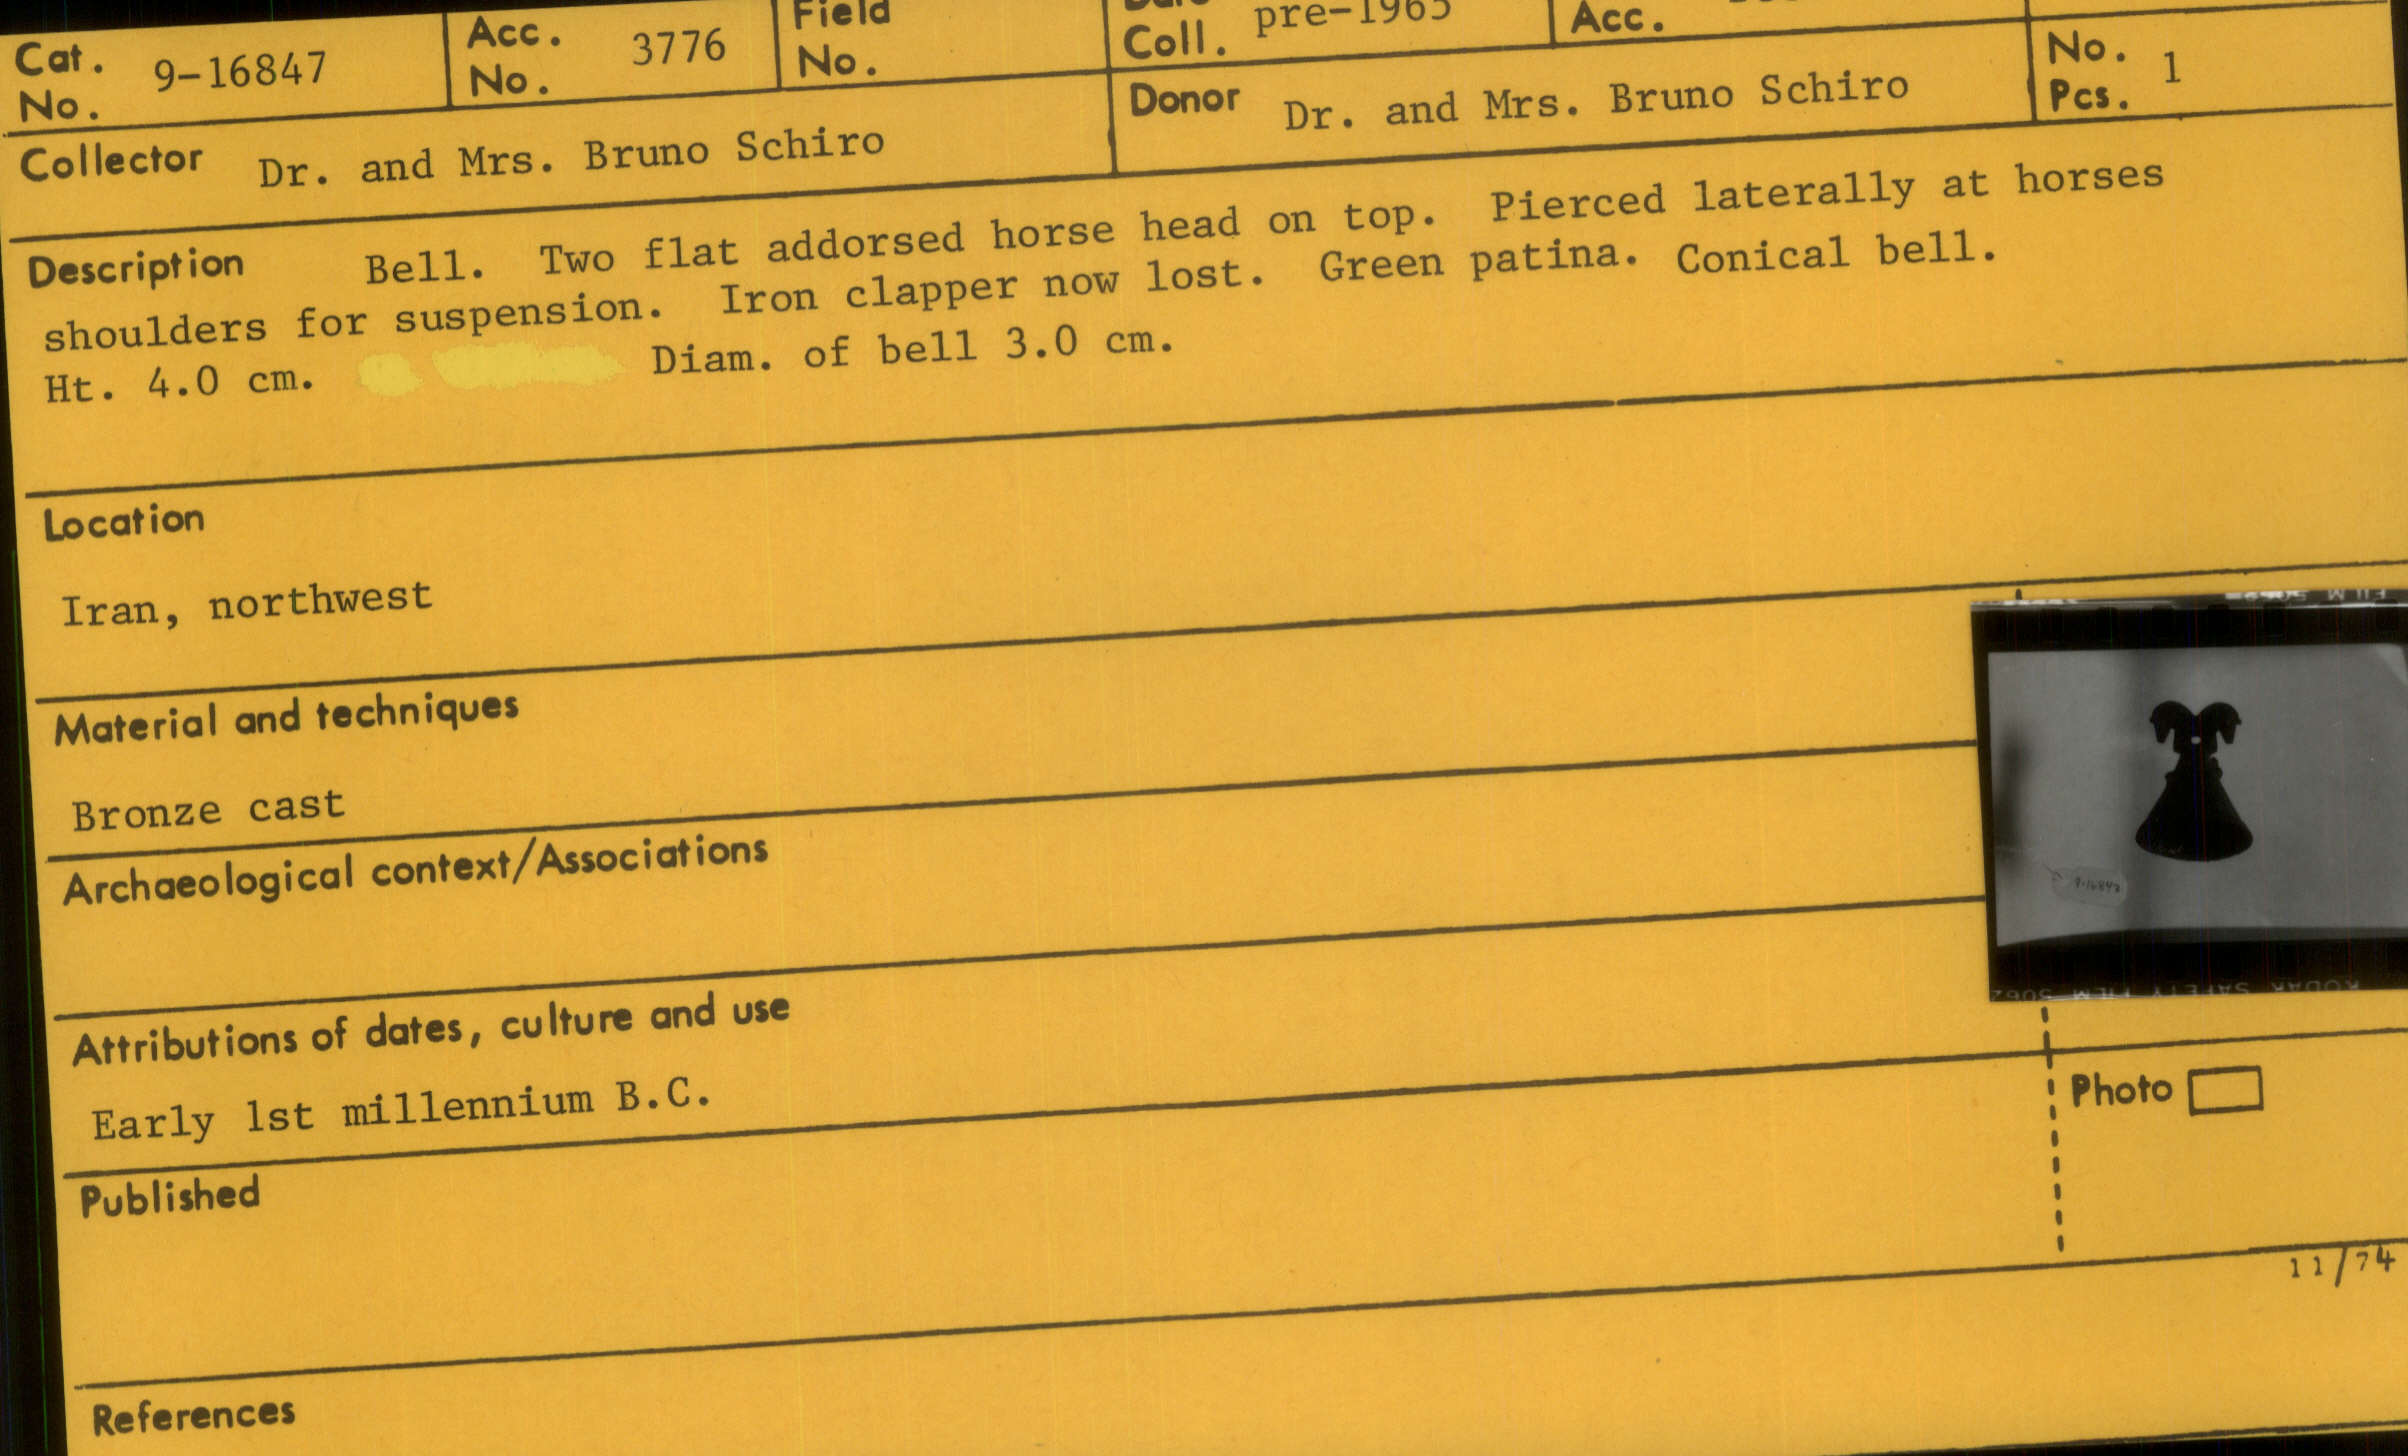 Cat. No. 9-16847 Acc. No. 3776 Field No. Coll. pre-1965 Acc.
Collector Dr. and Mrs. Bruno Schiro Donor Dr. and Mrs. Bruno Schiro No. Pcs. 1
Description Bell. Two flat addorsed horse head on top. Pierced laterally at horses
shoulders for suspension. Iron clapper now lost. Green patina. Conical bell.
Ht. 4.0 cm. Diam. of bell 3.0 cm.
Location
Iran, northwest
Material and techniques
Bronze cast
Archaeological context/Associations
KODAK SAFETY FILM 5062
Attributions of dates, culture and use
Early 1st millennium B.C.
Photo
Published
11/74
References